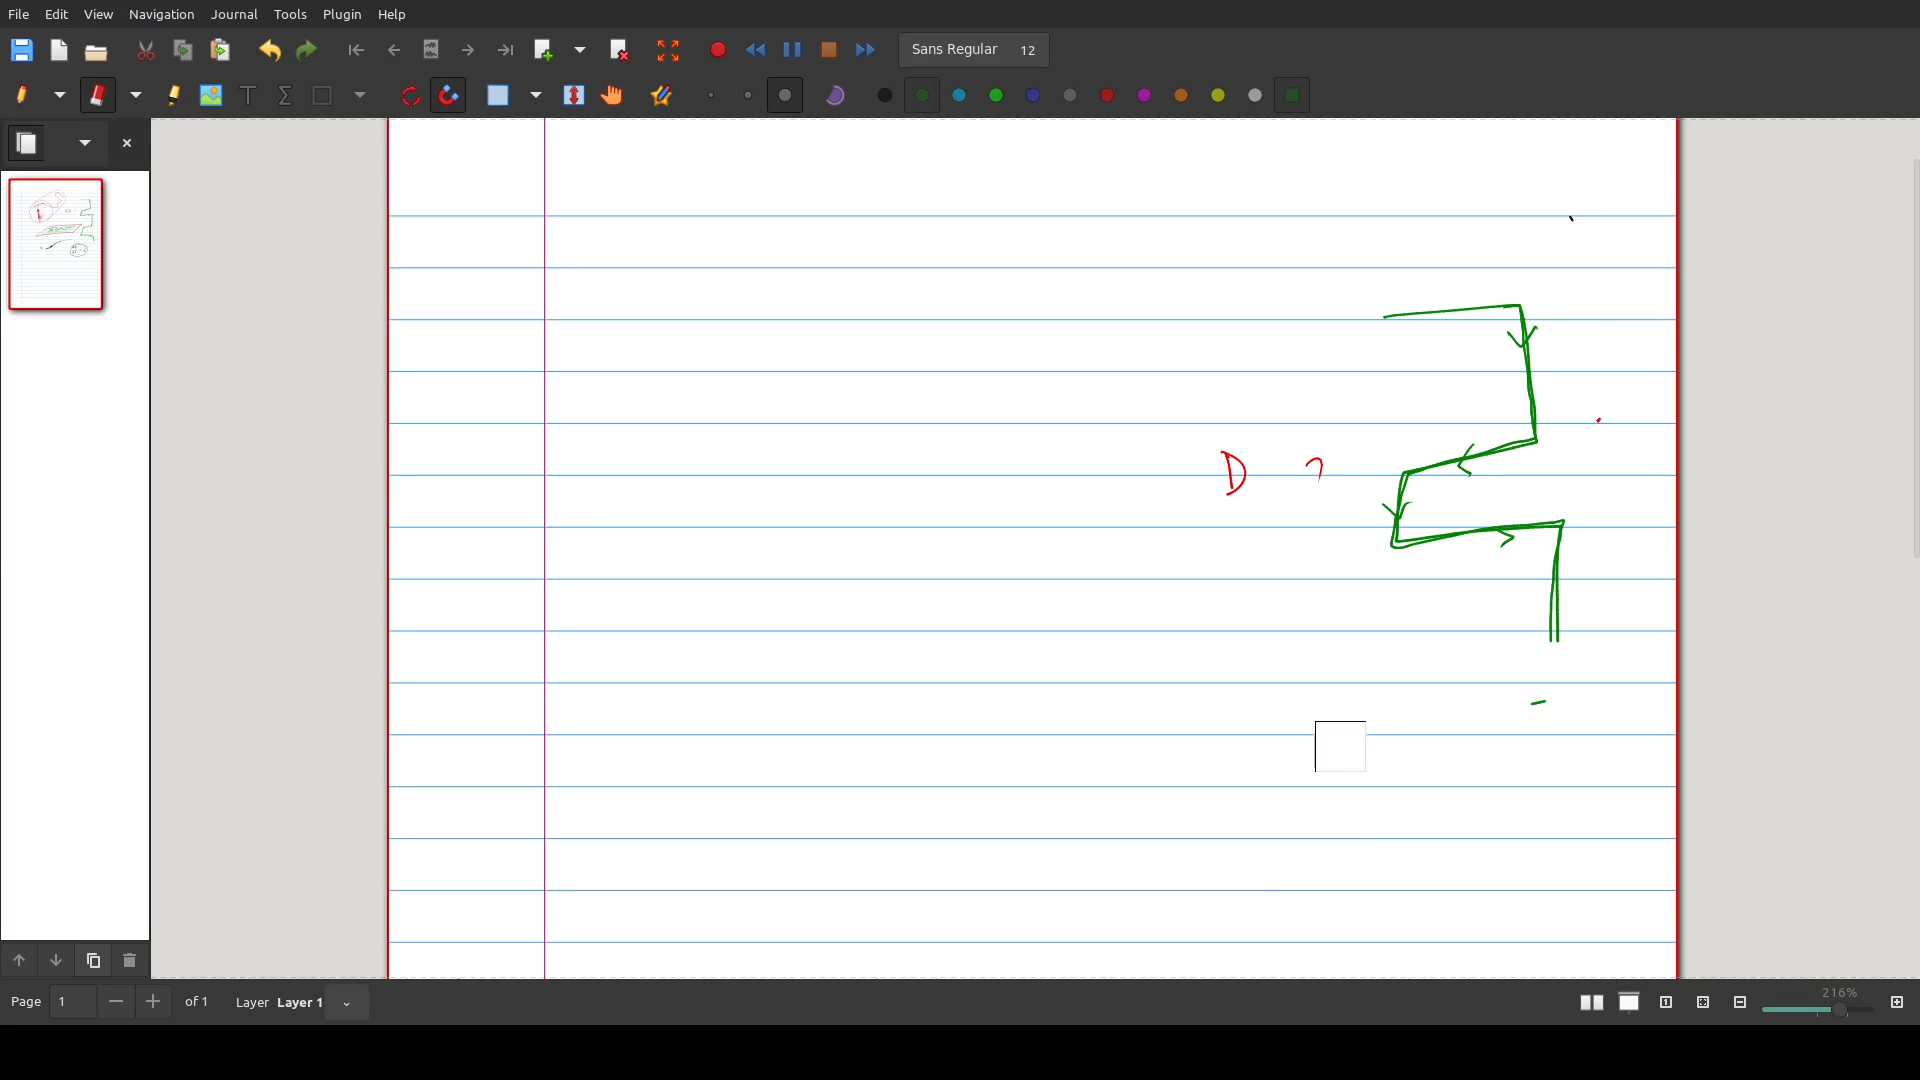 File Edit View Navigation Journal Tools Plugin Help
Sans Regular 12
D ?
Page 1 of 1 Layer Layer 1 216%